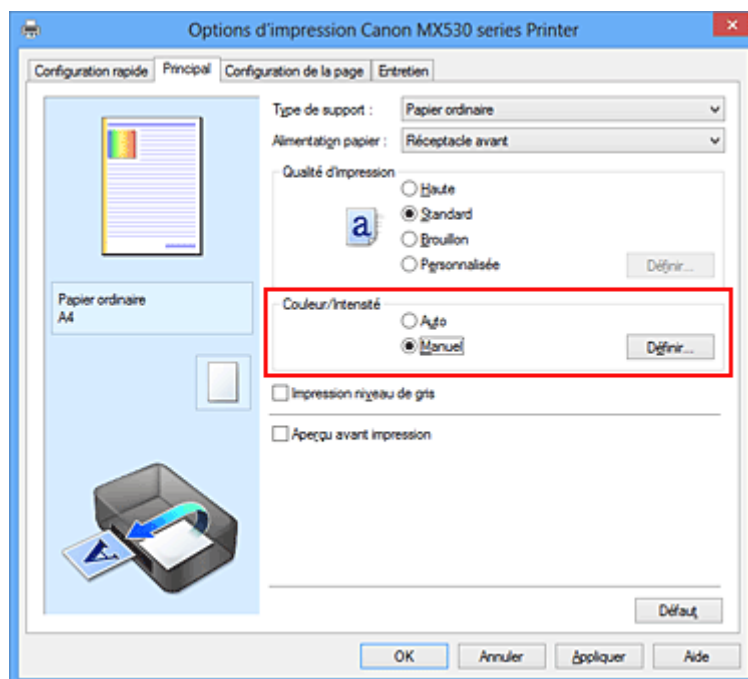 Options d'impression Canon MX530 series Printer
Configuration rapide Principal Configuration de la page Entretien
Type de support : Papier ordinaire
Alimentation papier : Réceptacle avant
Qualité d'impression
Haute
a Standard
Brouillon
Personnalisée Définir...
Papier ordinaire
A4
Couleur/Intensité
Auto
Manuel Définir...
Impression niveau de gris
Aperçu avant impression
A
Défaut
OK Annuler Appliquer Aide